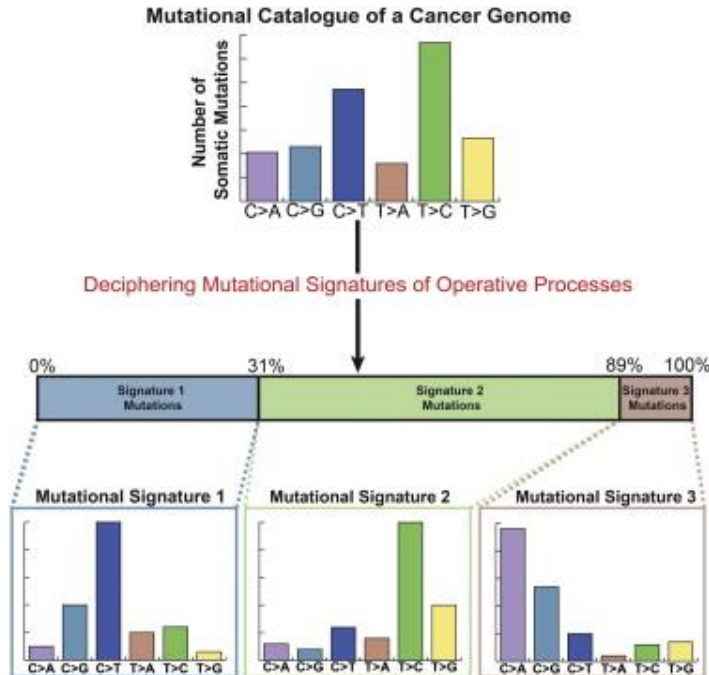 Mutational Catalogue of a Cancer Genome
Number of
Somatic Mutations
C>A C>G C>T T>A T>C T>G
Deciphering Mutational Signatures of Operative Processes
0% 31% 89% 100%
Signature 1 Signature 2 Signature 3
Mutations Mutations Mutations
Mutational Signature 1 Mutational Signature 2 Mutational Signature 3
C>A C>G C>T T>A T>C T>G C>A C>G C>T T>A T>C T>G C>A C>G C>T T>A T>C T>G